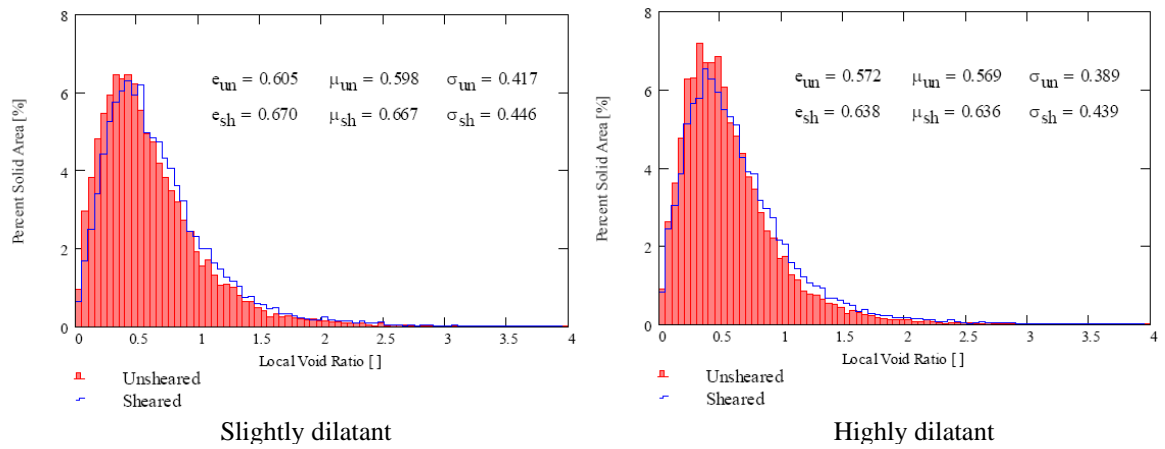 8
6
4
2
0
Percent Solid Area [%]
e_un = 0.605 μ_un = 0.598 σ_un = 0.417
e_sh = 0.670 μ_sh = 0.667 σ_sh = 0.446
0 0.5 1 1.5 2 2.5 3 3.5 4
Local Void Ratio [ ]
Unsheared
Sheared
Slightly dilatant
8
6
4
2
0
Percent Solid Area [%]
e_un = 0.572 μ_un = 0.569 σ_un = 0.389
e_sh = 0.638 μ_sh = 0.636 σ_sh = 0.439
0 0.5 1 1.5 2 2.5 3 3.5 4
Local Void Ratio [ ]
Unsheared
Sheared
Highly dilatant